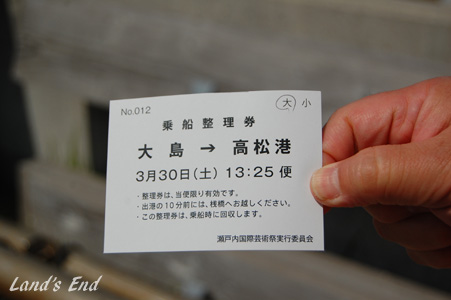 No.012
大 小
乗船整理券
大島 → 高松港
3月30日(土) 13:25便
・整理券は、当便限り有効です。
・出港の10分前には、桟橋へお越しください。
・この整理券は、乗船時に回収します。
瀬戸内国際芸術祭実行委員会
Land's End